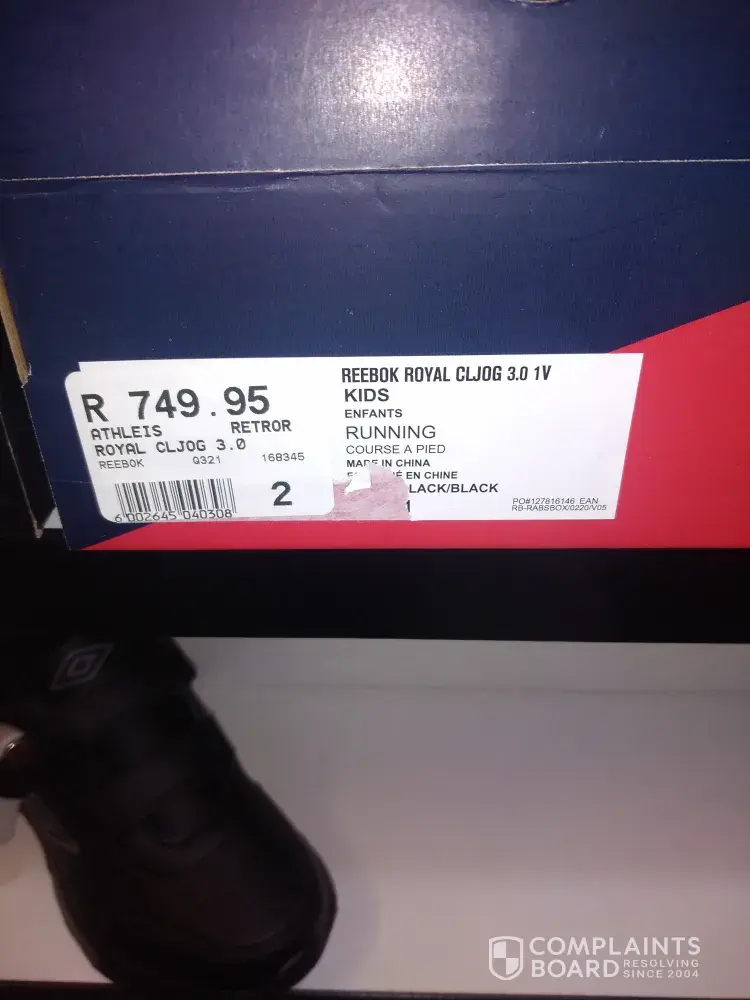 R 749.95
ATHLEIS RETROR
ROYAL CLJOG 3.0
REEBOK Q321 168345
2
6 002645 040308
REEBOK ROYAL CLJOG 3.0 1V
KIDS
ENFANTS
RUNNING
COURSE A PIED
MADE IN CHINA
EN CHINE
LACK/BLACK
PO#127816146 EAN
RB-RABSBOX/0220/V05
COMPLAINTS
BOARD RESOLVING
SINCE 2004